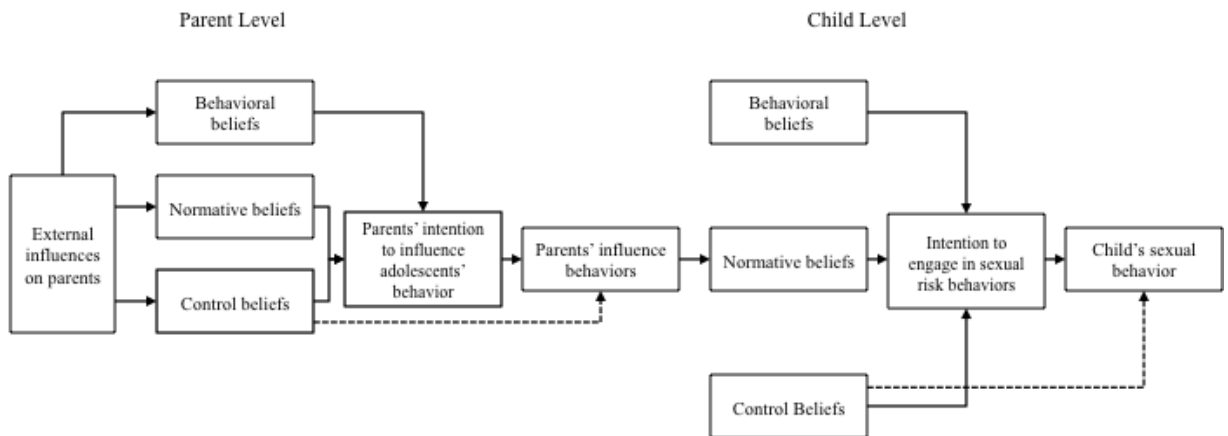 Parent Level
Child Level
Behavioral
beliefs
Behavioral
beliefs
External
influences
on parents
Normative beliefs
Control beliefs
Parents’ intention
to influence
adolescents’
behavior
Parents’ influence
behaviors
Normative beliefs
Intention to
engage in sexual
risk behaviors
Child’s sexual
behavior
Control Beliefs